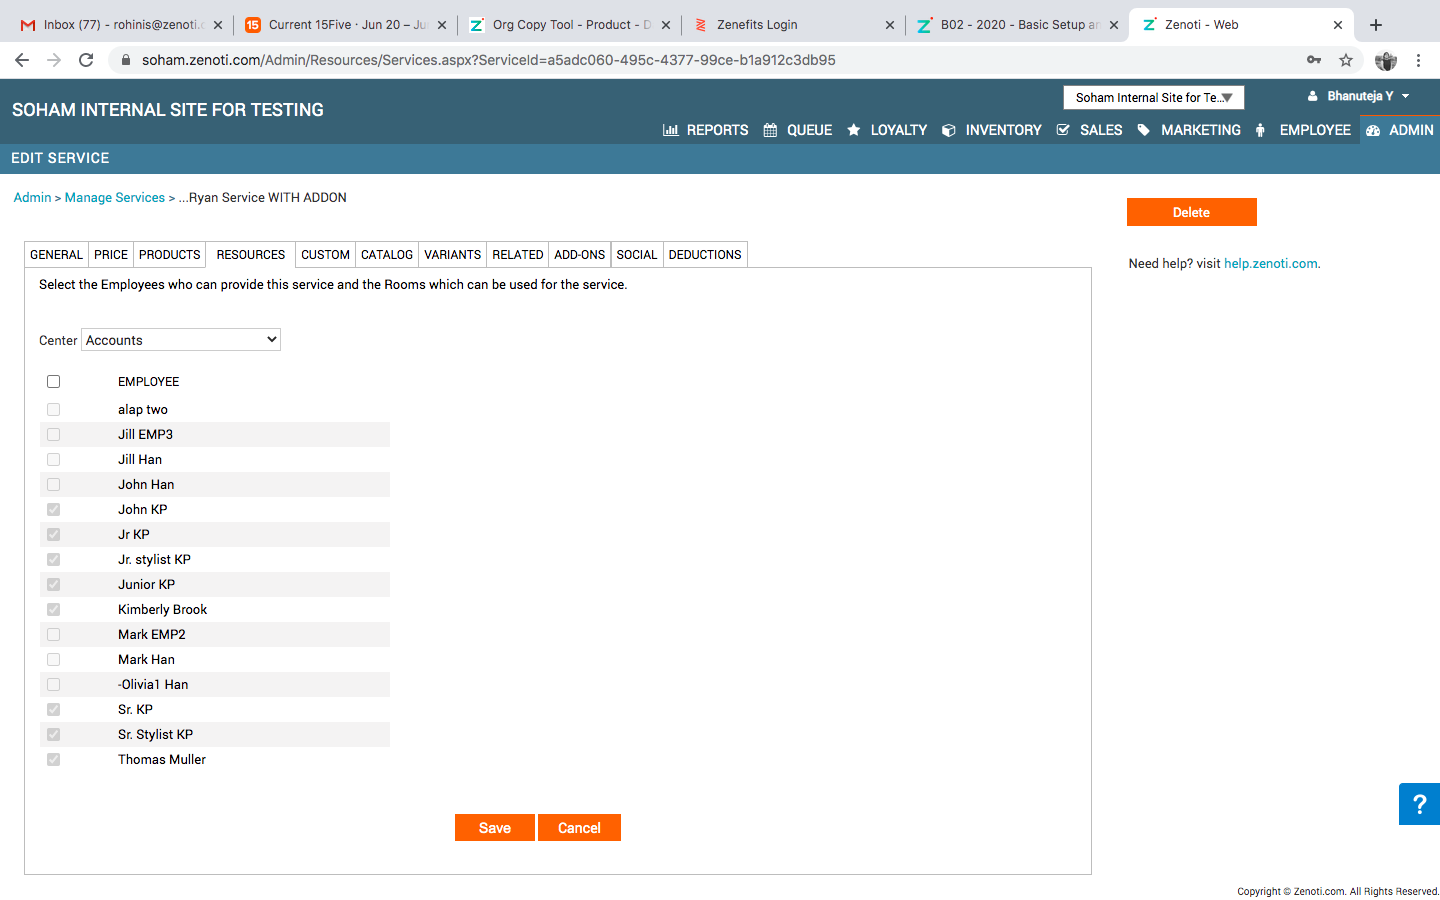 Inbox (77) - rohinis@zenoti.c
15 Current 15Five · Jun 20 – Ju
Org Copy Tool - Product - D
Zenefits Login
B02 - 2020 - Basic Setup an
Zenoti - Web
soham.zenoti.com/Admin/Resources/Services.aspx?ServiceId=a5adc060-495c-4377-99ce-b1a912c3db95
SOHAM INTERNAL SITE FOR TESTING
Soham Internal Site for Te...
Bhanuteja Y
REPORTS QUEUE LOYALTY INVENTORY SALES MARKETING EMPLOYEE ADMIN
EDIT SERVICE
Admin > Manage Services > ...Ryan Service WITH ADDON
Delete
GENERAL PRICE PRODUCTS RESOURCES CUSTOM CATALOG VARIANTS RELATED ADD-ONS SOCIAL DEDUCTIONS
Need help? visit help.zenoti.com.
Select the Employees who can provide this service and the Rooms which can be used for the service.
Center Accounts
EMPLOYEE
alap two
Jill EMP3
Jill Han
John Han
John KP
Jr KP
Jr. stylist KP
Junior KP
Kimberly Brook
Mark EMP2
Mark Han
-Olivia1 Han
Sr. KP
Sr. Stylist KP
Thomas Muller
?
Save Cancel
Copyright © Zenoti.com. All Rights Reserved.